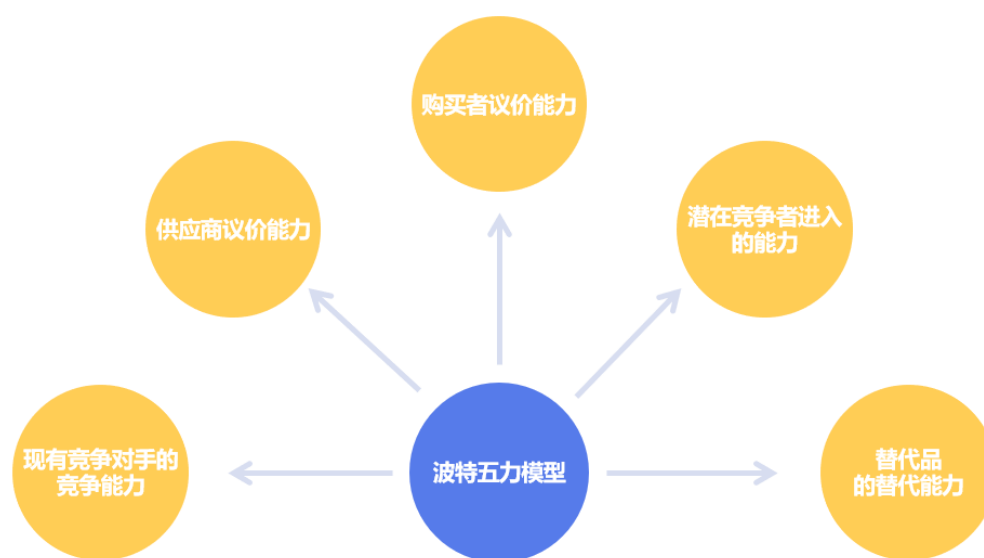 购买者议价能力
供应商议价能力
潜在竞争者进入
的能力
现有竞争对手的
竞争能力
波特五力模型
替代品
的替代能力